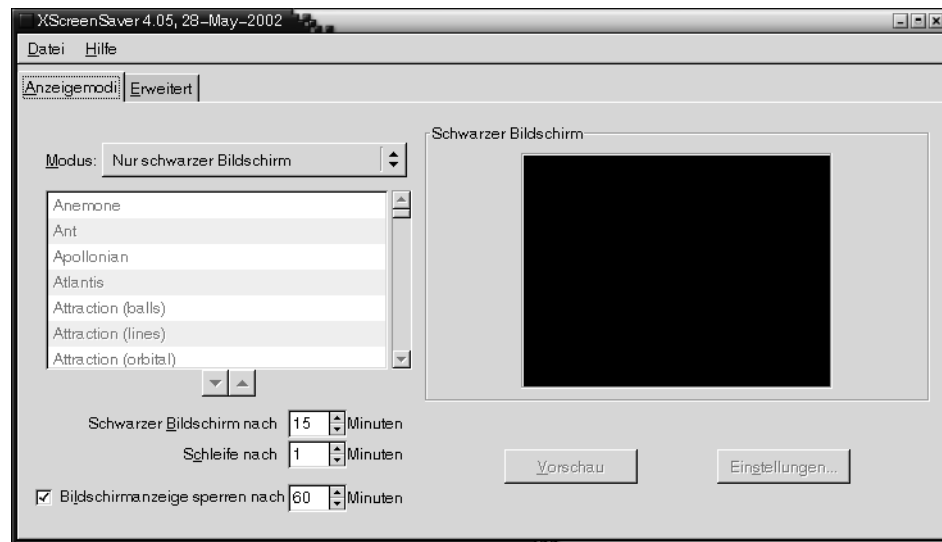 XScreenSaver 4.05, 28-May-2002
Datei Hilfe
Anzeigemodi Erweitert
Modus: Nur schwarzer Bildschirm
Anemone
Ant
Apollonian
Atlantis
Attraction (balls)
Attraction (lines)
Attraction (orbital)
Schwarzer Bildschirm nach 15 Minuten
Schleife nach 1 Minuten
Bildschirmanzeige sperren nach 60 Minuten
Schwarzer Bildschirm
Vorschau Einstellungen...